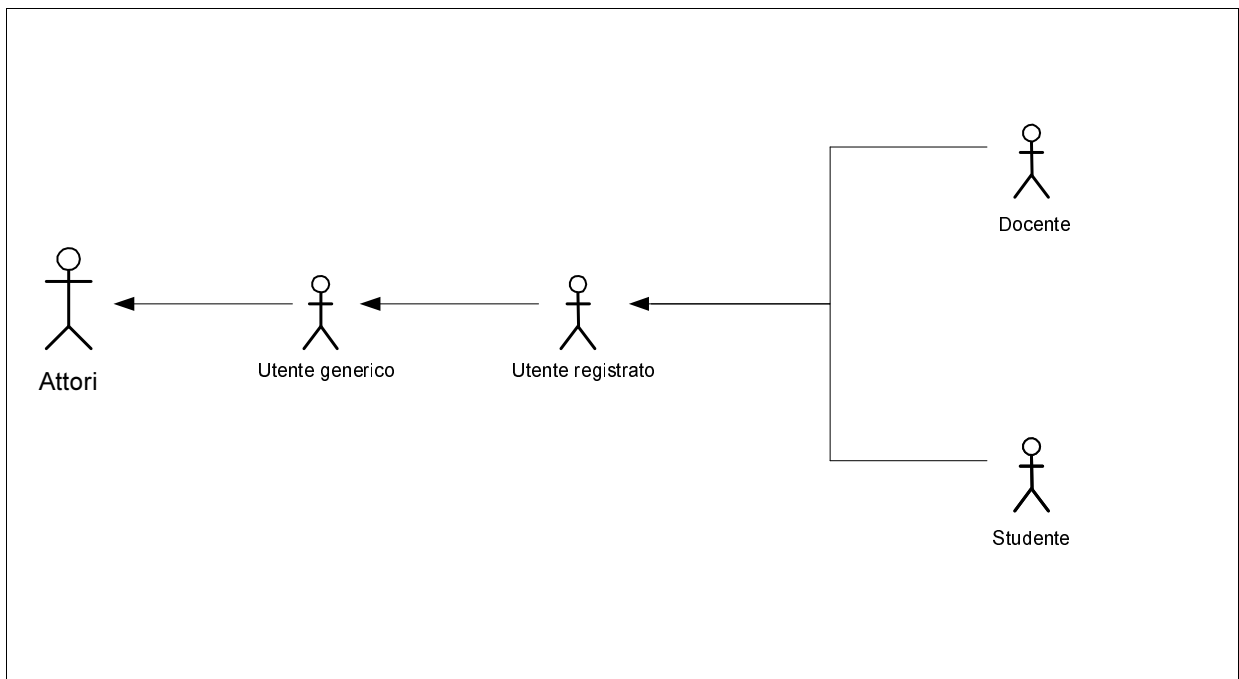 Docente
Attori
Utente generico
Utente registrato
Studente